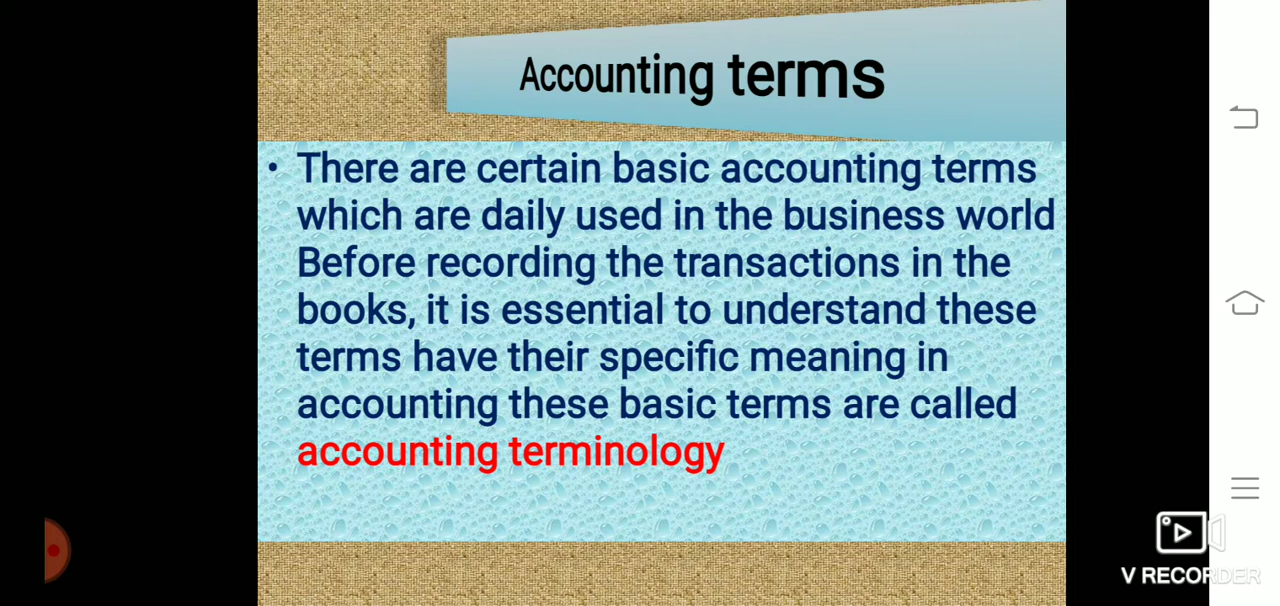 Accounting terms
• There are certain basic accounting terms
which are daily used in the business world
Before recording the transactions in the
books, it is essential to understand these
terms have their specific meaning in
accounting these basic terms are called
accounting terminology
V RECORDER